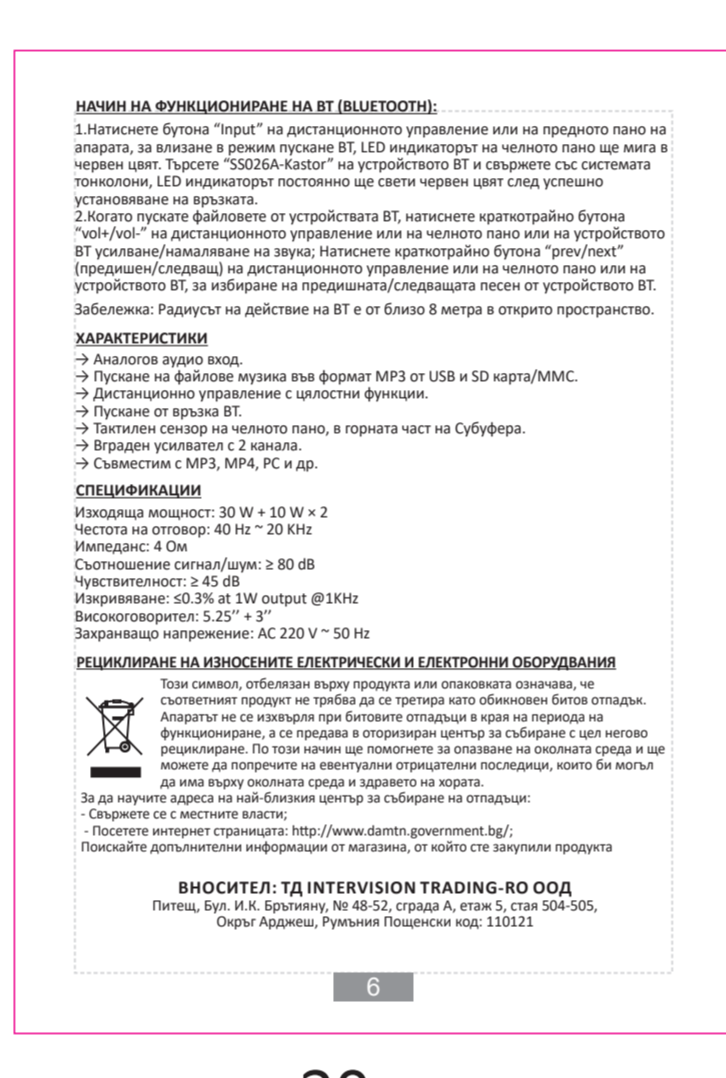 НАЧИН НА ФУНКЦИОНИРАНЕ НА BT (BLUETOOTH):
1.Натиснете бутона “Input” на дистанционното управление или на предното пано на
апарата, за влизане в режим пускане BT, LED индикаторът на челното пано ще мига в
червен цвят. Търсете “SS026A-Kastor” на устройството BT и свържете със системата
тонколони, LED индикаторът постоянно ще свети червен цвят след успешно
установяване на връзката.
2.Когато пускате файловете от устройствата BT, натиснете краткотрайно бутона
“vol+/vol-” на дистанционното управление или на челното пано или на устройството
BT усилване/намаляване на звука; Натиснете краткотрайно бутона “prev/next”
(предишен/следващ) на дистанционното управление или на челното пано или на
устройството BT, за избиране на предишната/следващата песен от устройството BT.
Забележка: Радиусът на действие на BT е от близо 8 метра в открито пространство.
ХАРАКТЕРИСТИКИ
→ Аналогов аудио вход.
→ Пускане на файлове музика във формат MP3 от USB и SD карта/MMC.
→ Дистанционно управление с цялостни функции.
→ Пускане от връзка BT.
→ Тактилен сензор на челното пано, в горната част на Субуфера.
→ Вграден усилвател с 2 канала.
→ Съвместим с MP3, MP4, PC и др.
СПЕЦИФИКАЦИИ
Изходяща мощност: 30 W + 10 W × 2
Честота на отговор: 40 Hz ~ 20 KHz
Импеданс: 4 Ом
Съотношение сигнал/шум: ≥ 80 dB
Чувствителност: ≥ 45 dB
Изкривяване: ≤0.3% at 1W output @1KHz
Високоговорител: 5.25’’ + 3’’
Захранващо напрежение: AC 220 V ~ 50 Hz
РЕЦИКЛИРАНЕ НА ИЗНОСЕНИТЕ ЕЛЕКТРИЧЕСКИ И ЕЛЕКТРОННИ ОБОРУДВАНИЯ
Този символ, отбелязан върху продукта или опаковката означава, че
съответният продукт не трябва да се третира като обикновен битов отпадък.
Апаратът не се изхвърля при битовите отпадъци в края на периода на
функциониране, а се предава в оторизиран център за събиране с цел негово
рециклиране. По този начин ще помогнете за опазване на околната среда и ще
можете да попречите на евентуални отрицателни последици, които би могъл
да има върху околната среда и здравето на хората.
За да научите адреса на най-близкия център за събиране на отпадъци:
- Свържете се с местните власти;
- Посетете интернет страницата: http://www.damtn.government.bg/;
Поискайте допълнителни информации от магазина, от който сте закупили продукта
ВНОСИТЕЛ: ТД INTERVISION TRADING-RO ООД
Питещ, Бул. И.К. Брътияну, № 48-52, сграда А, етаж 5, стая 504-505,
Окръг Арджеш, Румъния Пощенски код: 110121
6